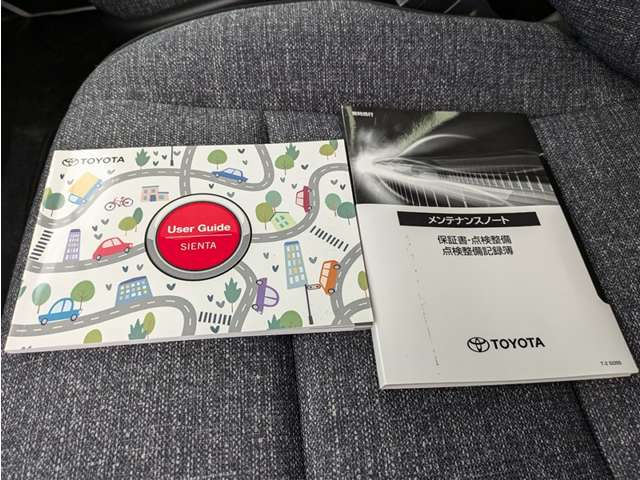 TOYOTA
User Guide
SIENTA
メンテナンスノート
保証書・点検整備
点検整備記録簿
TOYOTA